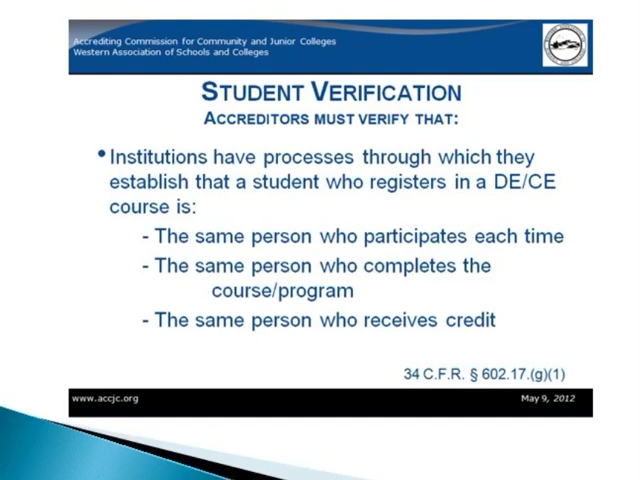 Accrediting Commission for Community and Junior Colleges
Western Association of Schools and Colleges
STUDENT VERIFICATION
ACCREDITORS MUST VERIFY THAT:
• Institutions have processes through which they
establish that a student who registers in a DE/CE
course is:
- The same person who participates each time
- The same person who completes the
course/program
- The same person who receives credit
34 C.F.R. § 602.17.(g)(1)
www.accjc.org
May 9, 2012